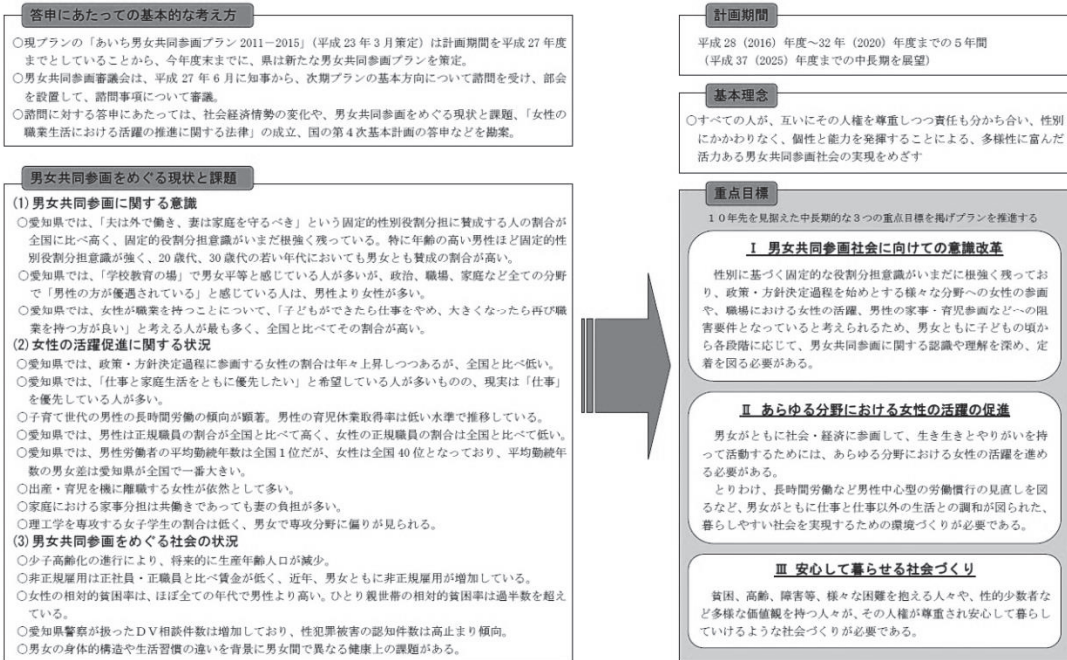 答申にあたっての基本的な考え方
○現プランの「あいち男女共同参画プラン 2011－2015」(平成 23 年 3 月策定) は計画期間を平成 27 年度
までとしていることから、今年度末までに、県は新たな男女共同参画プランを策定。
○男女共同参画審議会は、平成 27 年 6 月に知事から、次期プランの基本方向について諮問を受け、部会
を設置して、諮問事項について審議。
○諮問に対する答申にあたっては、社会経済情勢の変化や、男女共同参画をめぐる現状と課題、「女性の
職業生活における活躍の推進に関する法律」の成立、国の第４次基本計画の答申などを勘案。
男女共同参画をめぐる現状と課題
(1) 男女共同参画に関する意識
○愛知県では、「夫は外で働き、妻は家庭を守るべき」という固定的性別役割分担に賛成する人の割合が
全国に比べ高く、固定的役割分担意識がいまだ根強く残っている。特に年齢の高い男性ほど固定的性
別役割分担意識が強く、20 歳代、30 歳代の若い年代においても男女とも賛成の割合が高い。
○愛知県では、「学校教育の場」で男女平等と感じている人が多いが、政治、職場、家庭など全ての分野
で「男性の方が優遇されている」と感じている人は、男性より女性が多い。
○愛知県では、女性が職業を持つことについて、「子どもができたら仕事をやめ、大きくなったら再び職
業を持つ方が良い」と考える人が最も多く、全国と比べてその割合が高い。
(2) 女性の活躍促進に関する状況
○愛知県では、政策・方針決定過程に参画する女性の割合は年々上昇しつつあるが、全国と比べ低い。
○愛知県では、「仕事と家庭生活をともに優先したい」と希望している人が多いものの、現実は「仕事」
を優先している人が多い。
○子育て世代の男性の長時間労働の傾向が顕著。男性の育児休業取得率は低い水準で推移している。
○愛知県では、男性は正規職員の割合が全国と比べて高く、女性の正規職員の割合は全国と比べて低い。
○愛知県では、男性労働者の平均勤続年数は全国１位だが、女性は全国 40 位となっており、平均勤続年
数の男女差は愛知県が全国で一番大きい。
○出産・育児を機に離職する女性が依然として多い。
○家庭における家事分担は共働きであっても妻の負担が多い。
○理工学を専攻する女子学生の割合は低く、男女で専攻分野に偏りが見られる。
(3) 男女共同参画をめぐる社会の状況
○少子高齢化の進行により、将来的に生産年齢人口が減少。
○非正規雇用は正社員・正職員と比べ賃金が低く、近年、男女ともに非正規雇用が増加している。
○女性の相対的貧困率は、ほぼ全ての年代で男性より高い。ひとり親世帯の相対的貧困率は過半数を超え
ている。
○愛知県警察が扱ったＤＶ相談件数は増加しており、性犯罪被害の認知件数は高止まり傾向。
○男女の身体的構造や生活習慣の違いを背景に男女間で異なる健康上の課題がある。
計画期間
平成 28 (2016) 年度～32 年 (2020) 年度までの５年間
(平成 37 (2025) 年度までの中長期を展望)
基本理念
○すべての人が、互いにその人権を尊重しつつ責任も分かち合い、性別
にかかわりなく、個性と能力を発揮することによる、多様性に富んだ
活力ある男女共同参画社会の実現をめざす
重点目標
１０年先を見据えた中長期的な３つの重点目標を掲げプランを推進する
Ⅰ 男女共同参画社会に向けての意識改革
性別に基づく固定的な役割分担意識がいまだに根強く残ってお
り、政策・方針決定過程を始めとする様々な分野への女性の参画
や、職場における女性の活躍、男性の家事・育児参画などへの阻
害要件となっていると考えられるため、男女ともに子どもの頃か
ら各段階に応じて、男女共同参画に関する認識や理解を深め、定
着を図る必要がある。
Ⅱ あらゆる分野における女性の活躍の促進
男女がともに社会・経済に参画して、生き生きとやりがいを持
って活動するためには、あらゆる分野における女性の活躍を進め
る必要がある。
とりわけ、長時間労働など男性中心型の労働慣行の見直しを図
るなど、男女がともに仕事と仕事以外の生活との調和が図られた、
暮らしやすい社会を実現するための環境づくりが必要である。
Ⅲ 安心して暮らせる社会づくり
貧困、高齢、障害等、様々な困難を抱える人々や、性的少数者な
ど多様な価値観を持つ人々が、その人権が尊重され安心して暮らし
ていけるような社会づくりが必要である。